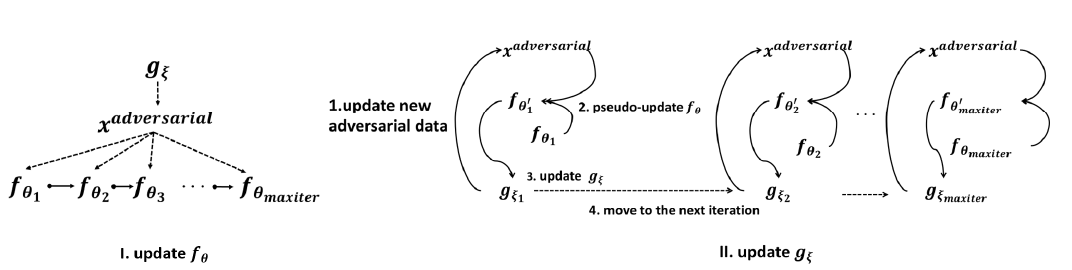 g_ξ
x^adversarial
f_θ1 f_θ2 f_θ3 ... f_θmaxiter
I. update f_θ
1.update new
adversarial data
x^adversarial
f_θ'1
2. pseudo-update f_θ
f_θ1
3. update g_ξ
g_ξ1
4. move to the next iteration
x^adversarial
f_θ'2
f_θ2
g_ξ2
...
x^adversarial
f_θ'maxiter
f_θmaxiter
g_ξmaxiter
II. update g_ξ